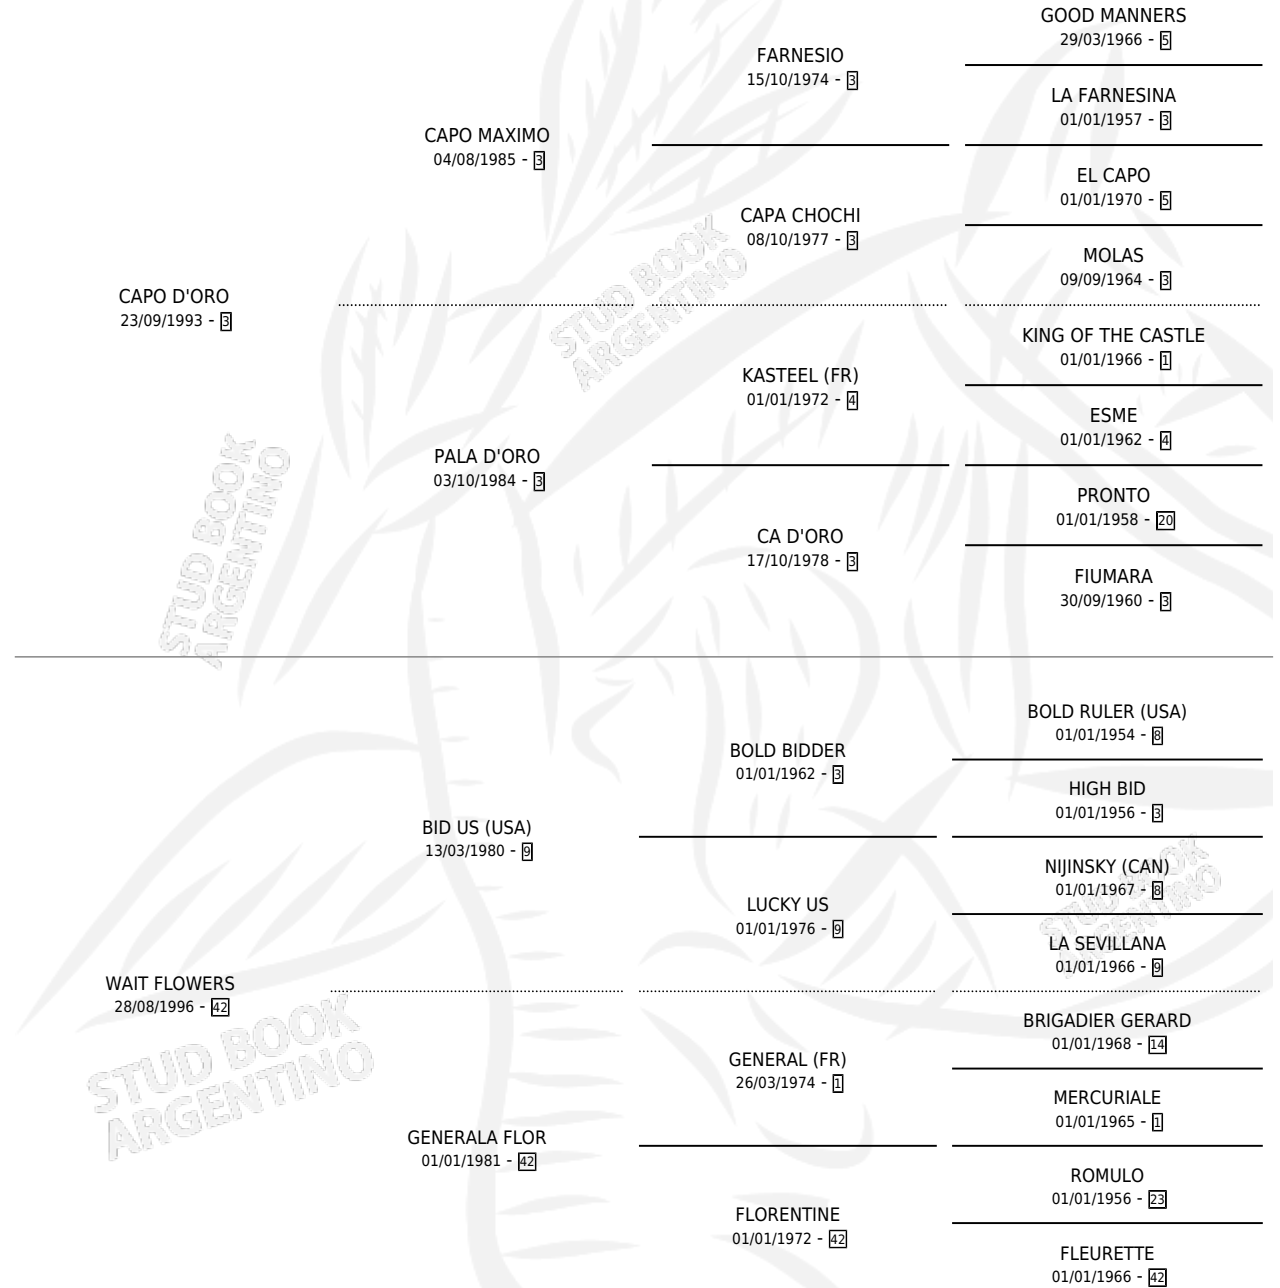 GOOD MANNERS
29/03/1966 - 5
FARNESIO
15/10/1974 - 3
LA FARNESINA
01/01/1957 - 3
CAPO MAXIMO
04/08/1985 - 3
EL CAPO
01/01/1970 - 5
CAPA CHOCHI
08/10/1977 - 3
MOLAS
09/09/1964 - 3
CAPO D'ORO
23/09/1993 - 3
KING OF THE CASTLE
01/01/1966 - 1
KASTEEL (FR)
01/01/1972 - 4
ESME
01/01/1962 - 4
PALA D'ORO
03/10/1984 - 3
PRONTO
01/01/1958 - 20
CA D'ORO
17/10/1978 - 3
FIUMARA
30/09/1960 - 3
BOLD RULER (USA)
01/01/1954 - 8
BOLD BIDDER
01/01/1962 - 3
HIGH BID
01/01/1956 - 3
BID US (USA)
13/03/1980 - 9
NIJINSKY (CAN)
01/01/1967 - 8
LUCKY US
01/01/1976 - 9
LA SEVILLANA
01/01/1966 - 9
WAIT FLOWERS
28/08/1996 - 42
BRIGADIER GERARD
01/01/1968 - 14
GENERAL (FR)
26/03/1974 - 1
MERCURIALE
01/01/1965 - 1
GENERALA FLOR
01/01/1981 - 42
ROMULO
01/01/1956 - 23
FLORENTINE
01/01/1972 - 42
FLEURETTE
01/01/1966 - 42
STUD BOOK
ARGENTINO
STUD BOOK
ARGENTINO
STUD BOOK
ARGENTINO
STUD BOOK
ARGENTINO